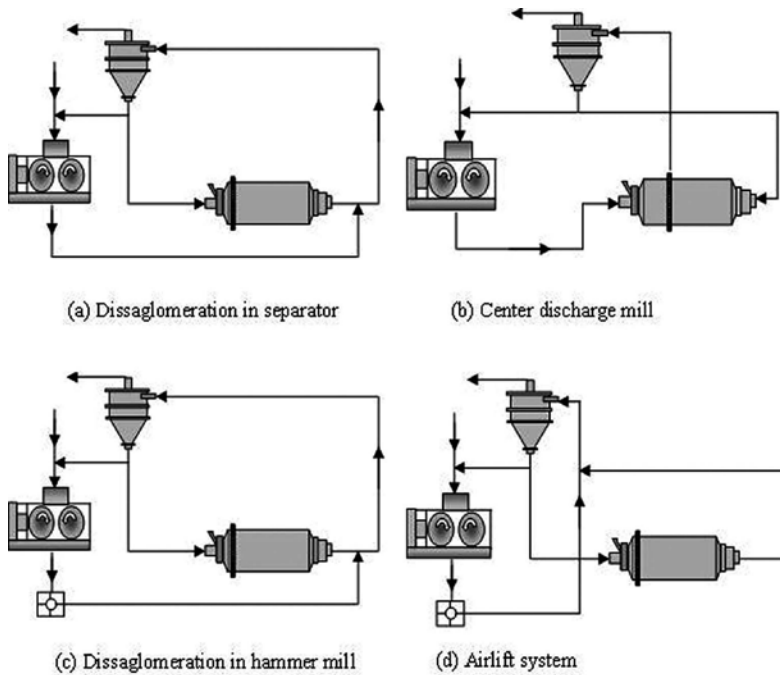 (a) Dissaglomeration in separator
(b) Center discharge mill
(c) Dissaglomeration in hammer mill
(d) Airlift system